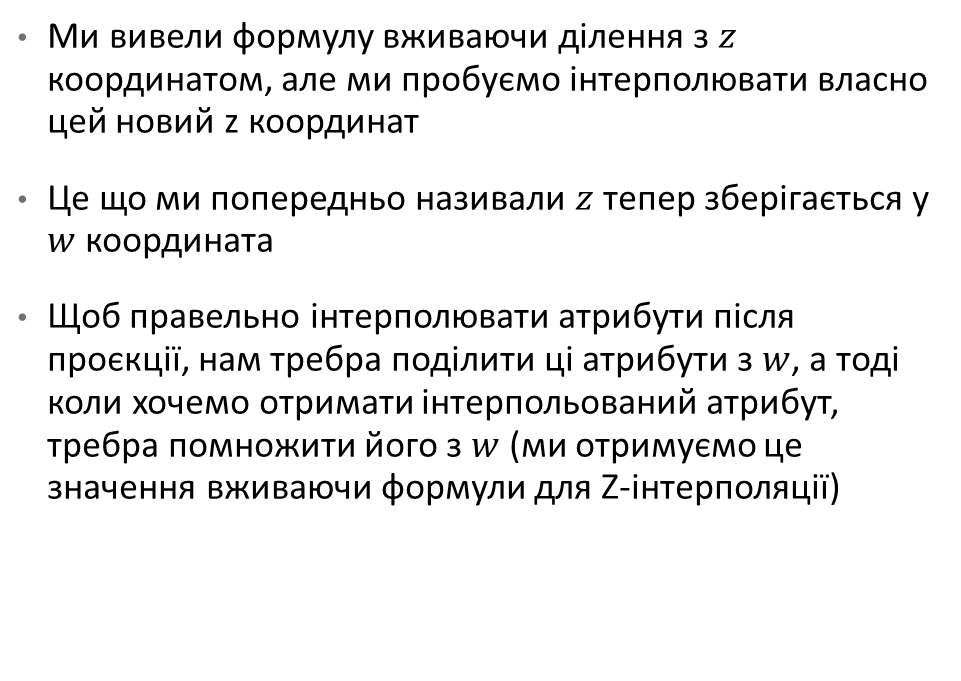 • Ми вивели формулу вживаючи ділення з z
координатом, але ми пробуємо інтерполювати власно
цей новий z координат
• Це що ми попередньо називали z тепер зберігається у
w координата
• Щоб правельно інтерполювати атрибути після
проєкції, нам требра поділити ці атрибути з w, а тоді
коли хочемо отримати інтерпольований атрибут,
требра помножити його з w (ми отримуємо це
значення вживаючи формули для Z-інтерполяції)